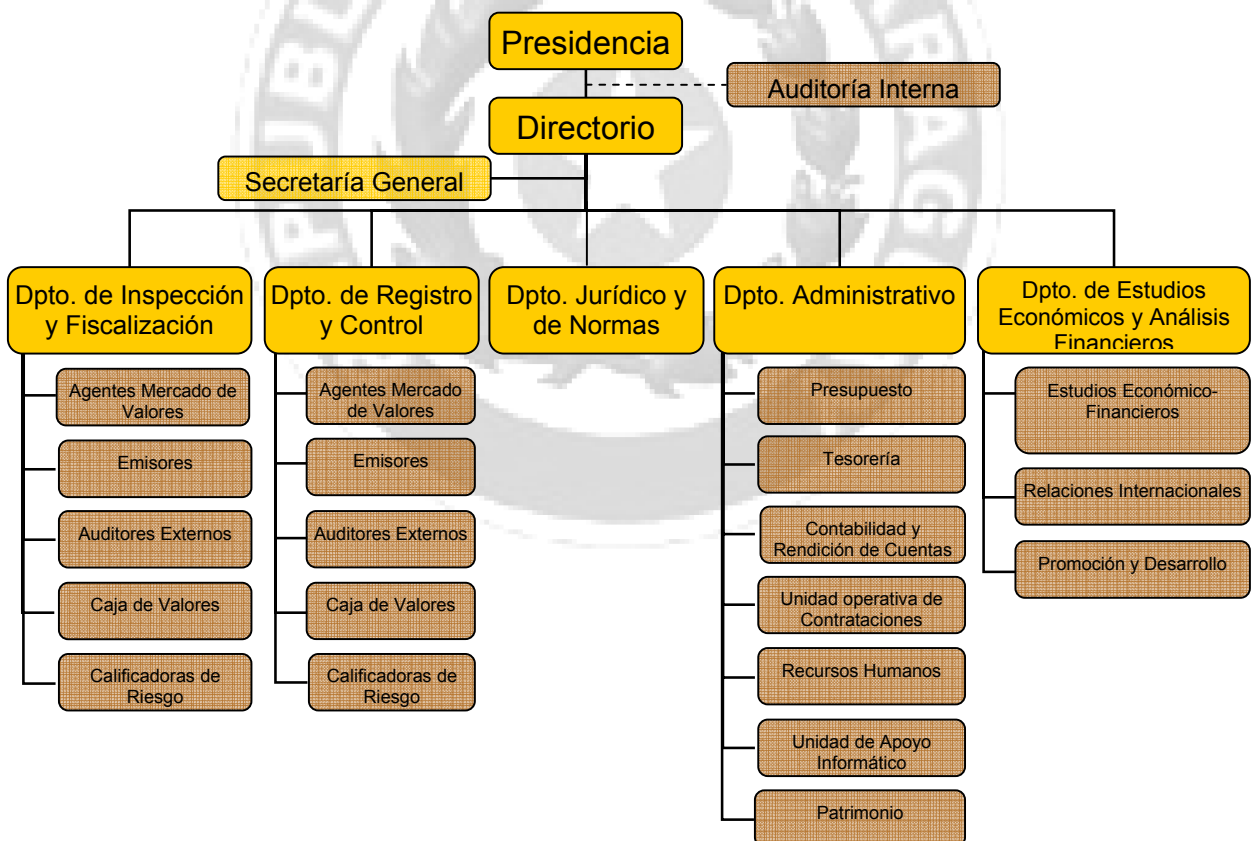 Presidencia
Auditoría Interna
Directorio
Secretaría General
Dpto. de Inspección
y Fiscalización
Dpto. de Registro
y Control
Dpto. Jurídico y
de Normas
Dpto. Administrativo
Dpto. de Estudios
Económicos y Análisis
Financieros
Agentes Mercado de
Valores
Emisores
Auditores Externos
Caja de Valores
Calificadoras de
Riesgo
Agentes Mercado
de Valores
Emisores
Auditores Externos
Caja de Valores
Calificadoras de
Riesgo
Presupuesto
Tesorería
Contabilidad y
Rendición de Cuentas
Unidad operativa de
Contrataciones
Recursos Humanos
Unidad de Apoyo
Informático
Patrimonio
Estudios Económico-
Financieros
Relaciones Internacionales
Promoción y Desarrollo